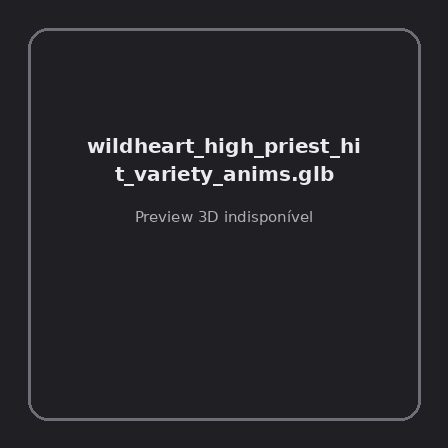 wildheart_high_priest_hi
t_variety_anims.glb
Preview 3D indisponível